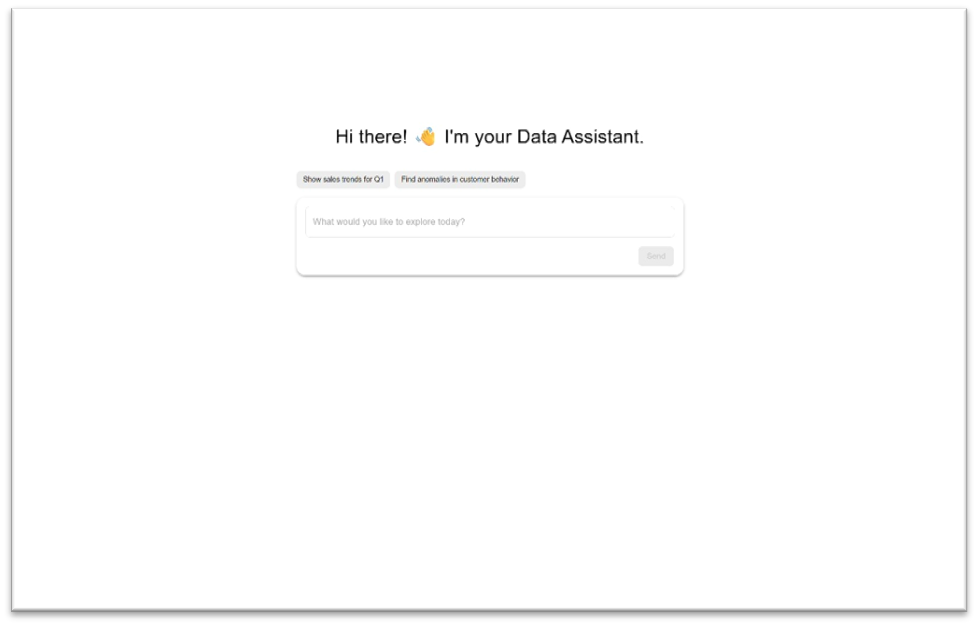 Hi there! 👋 I'm your Data Assistant.
Show sales trends for Q1 Find anomalies in customer behavior
What would you like to explore today?
Send